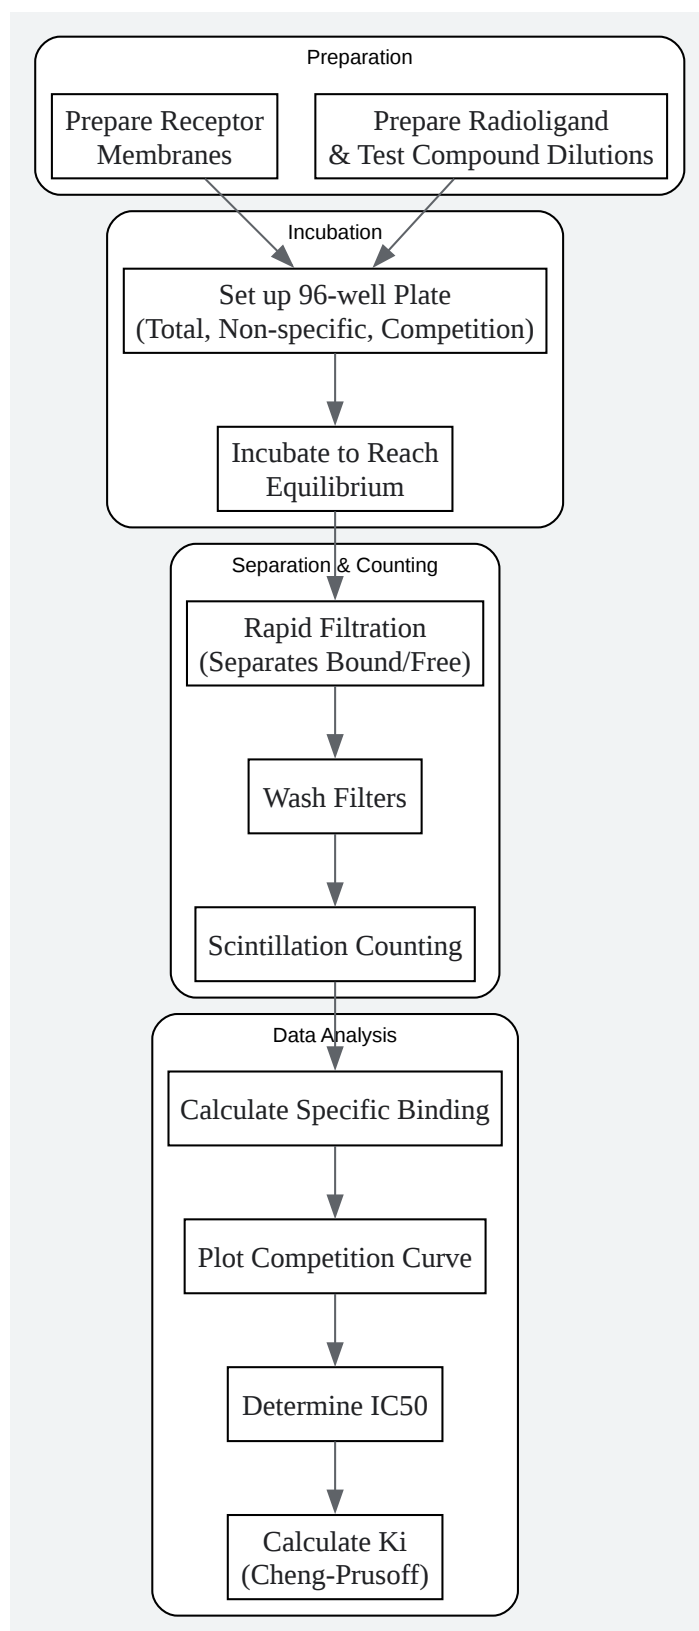 Preparation
Prepare Receptor
Membranes
Prepare Radioligand
& Test Compound Dilutions
Incubation
Set up 96-well Plate
(Total, Non-specific, Competition)
Incubate to Reach
Equilibrium
Separation & Counting
Rapid Filtration
(Separates Bound/Free)
Wash Filters
Scintillation Counting
Data Analysis
Calculate Specific Binding
Plot Competition Curve
Determine IC50
Calculate Ki
(Cheng-Prusoff)